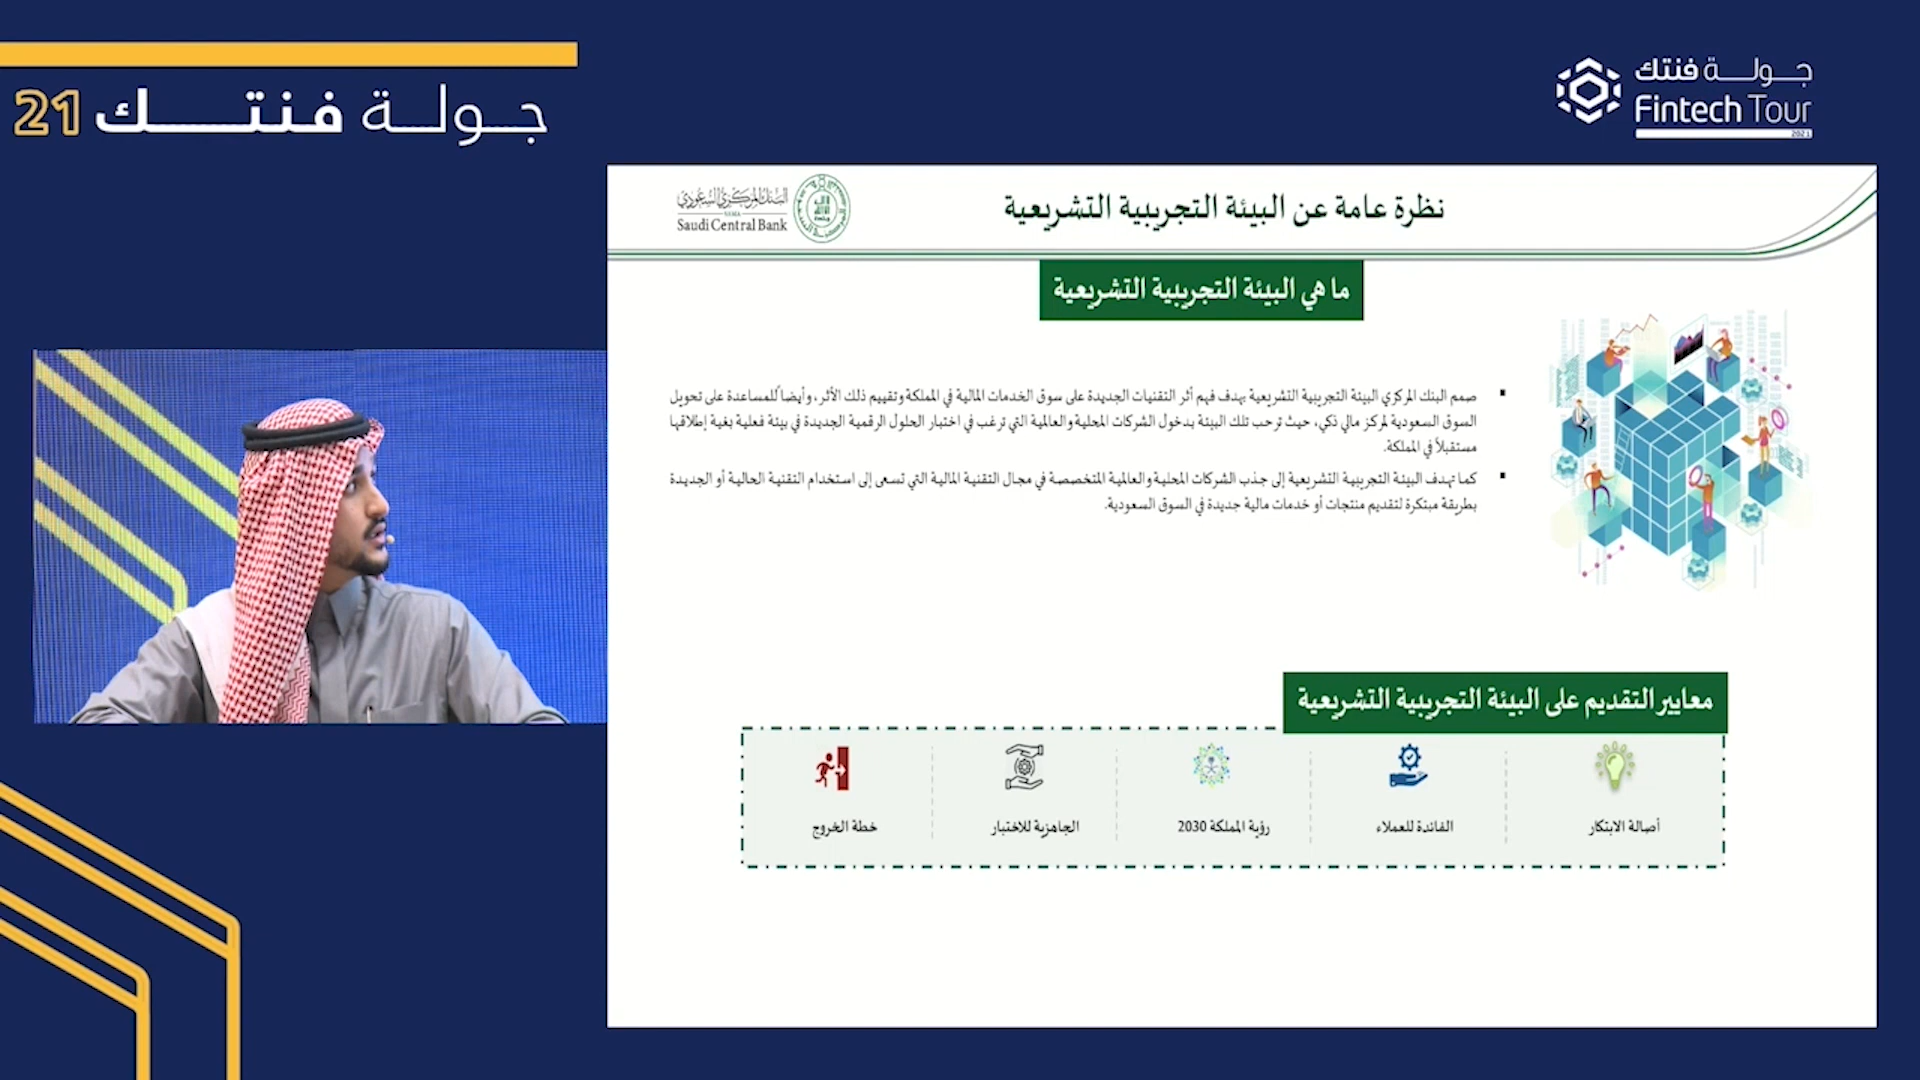 جولة فنتك 21
جولة فنتك
Fintech Tour
2021
نظرة عامة عن البيئة التجريبية التشريعية
البنك المركزي السعودي
SAMA
Saudi Central Bank
ما هي البيئة التجريبية التشريعية
▪ صمم البنك المركزي البيئة التجريبية التشريعية بهدف فهم أثر التقنيات الجديدة على سوق الخدمات المالية في المملكة وتقييم ذلك الأثر، وأيضاً للمساعدة على تحويل
السوق السعودية لمركز مالي ذكي، حيث ترحب تلك البيئة بدخول الشركات المحلية والعالمية التي ترغب في اختبار الحلول الرقمية الجديدة في بيئة فعلية بغية إطلاقها
مستقبلاً في المملكة.
▪ كما تهدف البيئة التجريبية التشريعية إلى جذب الشركات المحلية والعالمية المتخصصة في مجال التقنية المالية التي تسعى إلى استخدام التقنية الحالية أو الجديدة
بطريقة مبتكرة لتقديم منتجات أو خدمات مالية جديدة في السوق السعودية.
معايير التقديم على البيئة التجريبية التشريعية
أصالة الابتكار
الفائدة للعملاء
رؤية المملكة 2030
الجاهزية للاختبار
خطة الخروج